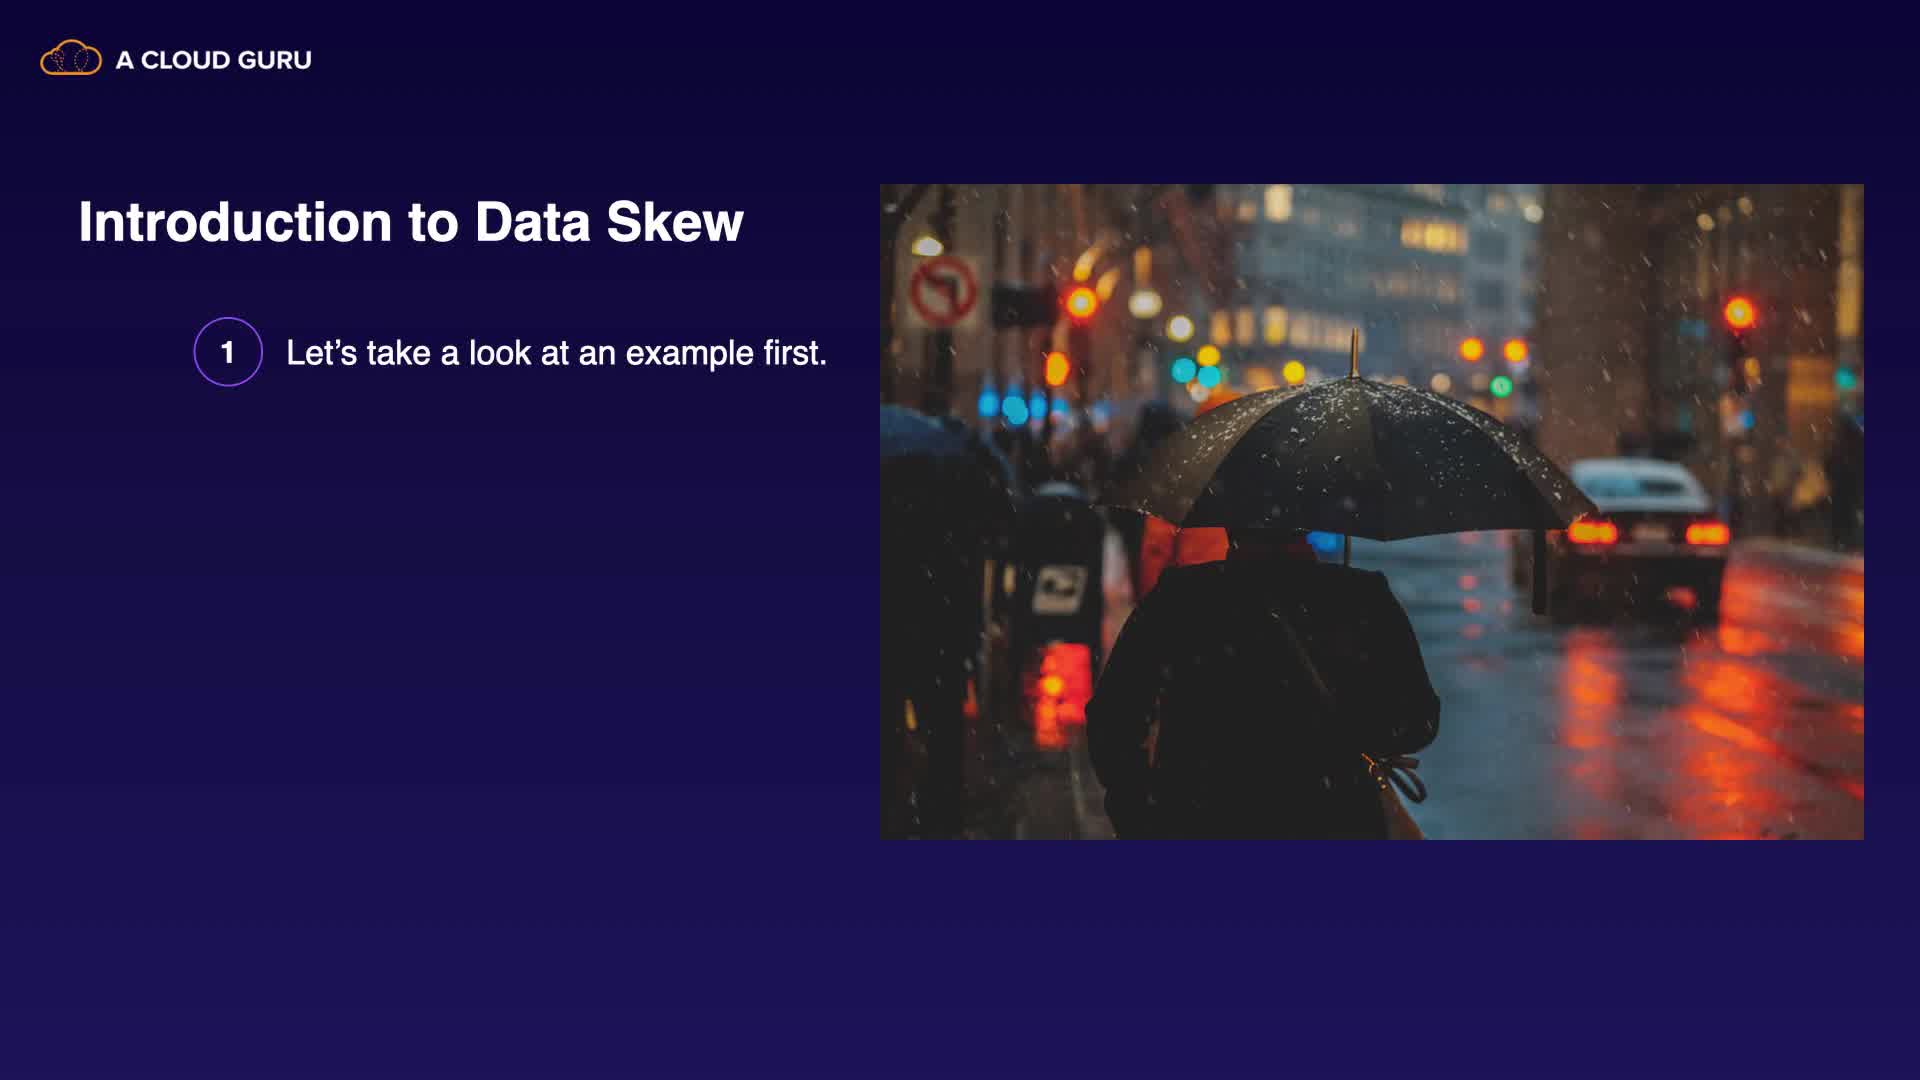 A CLOUD GURU
Introduction to Data Skew
1 Let’s take a look at an example first.